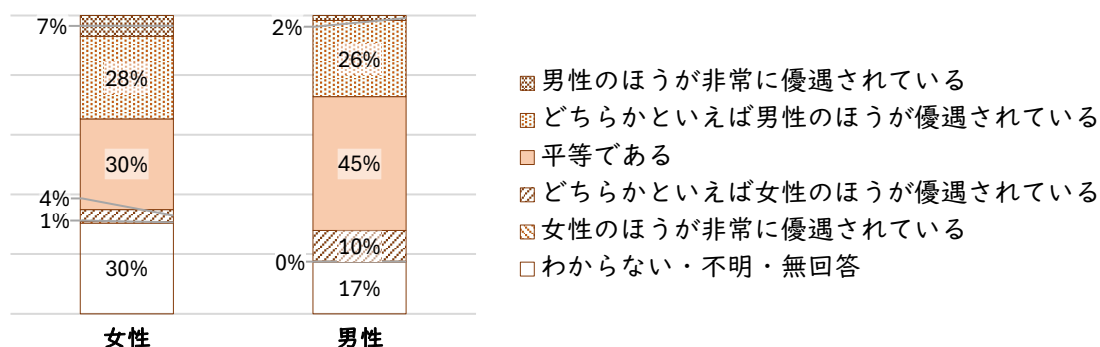 7%
28%
30%
4%
1%
30%
女性
2%
26%
45%
10%
0%
17%
男性
男性のほうが非常に優遇されている
どちらかといえば男性のほうが優遇されている
平等である
どちらかといえば女性のほうが優遇されている
女性のほうが非常に優遇されている
わからない・不明・無回答